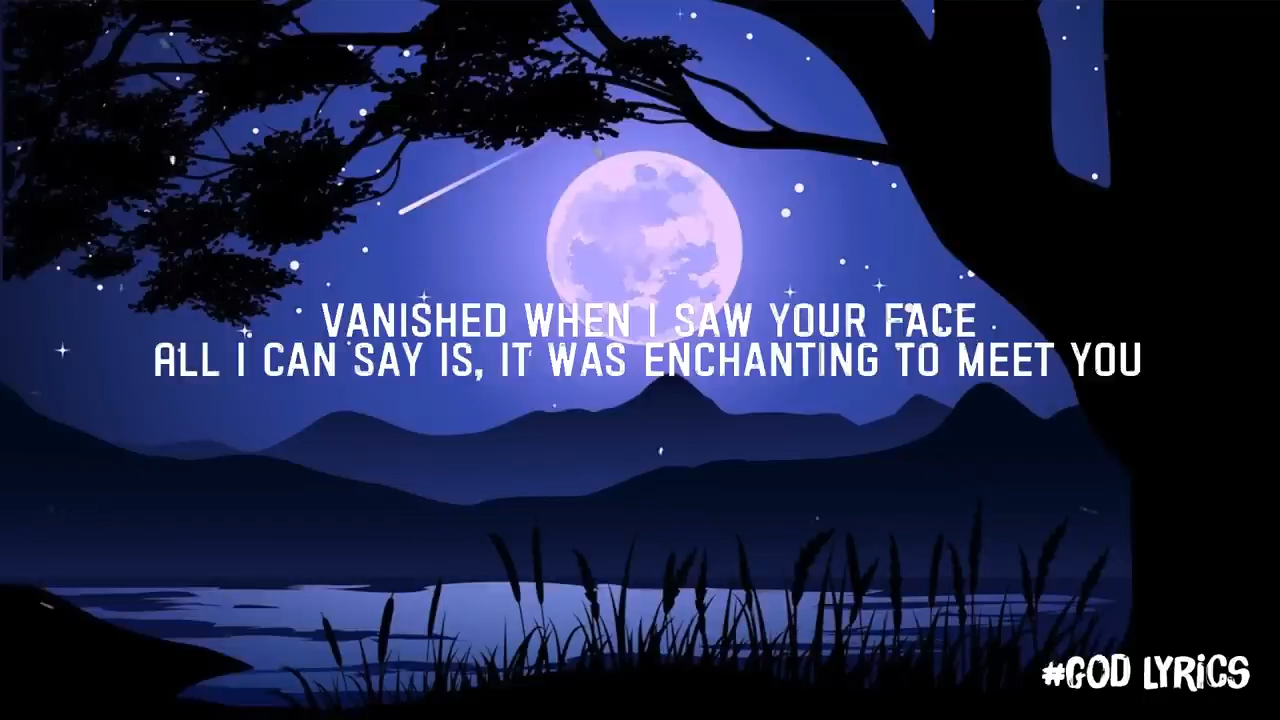 VANISHED WHEN I SAW YOUR FACE
ALL I CAN SAY IS, IT WAS ENCHANTING TO MEET YOU
#GOD LYRiCS